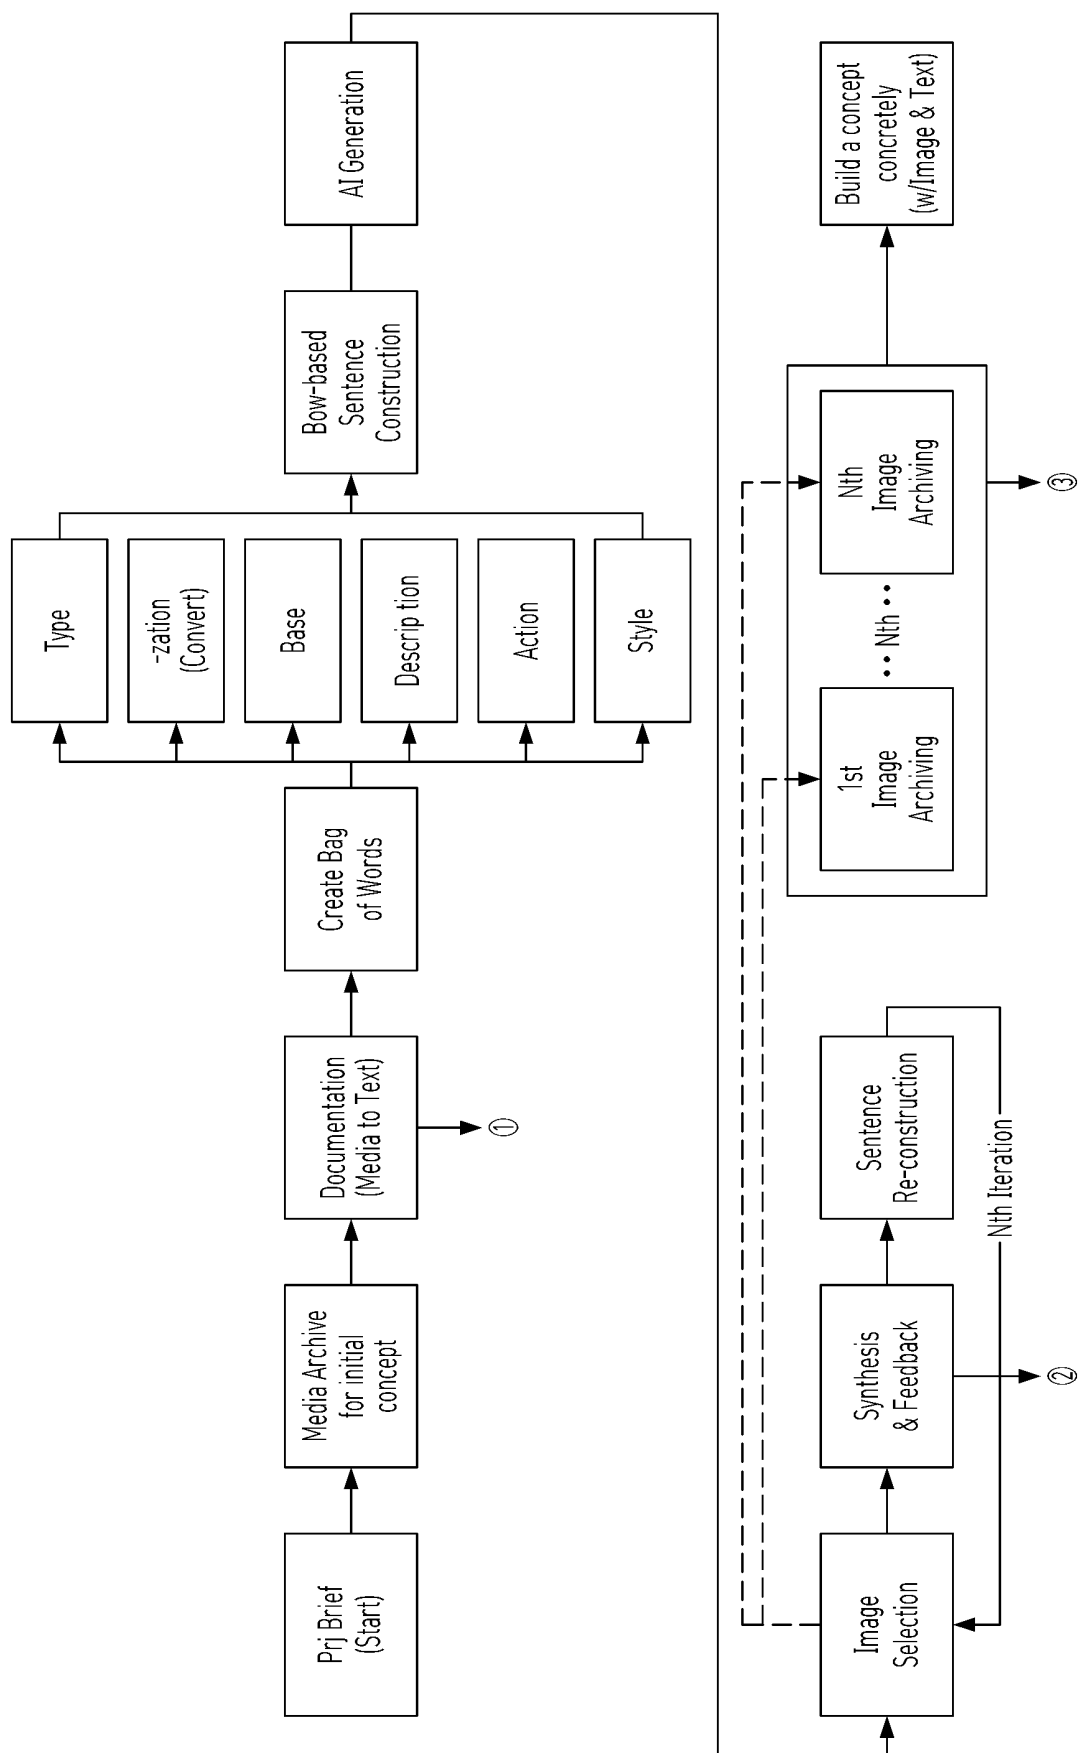 Prj Brief
(Start)
Media Archive
for initial
concept
Documentation
(Media to Text)
①
Create Bag
of Words
Type
-zation
(Convert)
Base
Descrip tion
Action
Style
Bow-based
Sentence
Construction
AI Generation
Image
Selection
Synthesis
& Feedback
②
Sentence
Re-construction
Nth Iteration
1st
Image
Archiving
•• Nth ••
Nth
Image
Archiving
③
Build a concept
concretely
(w/Image & Text)